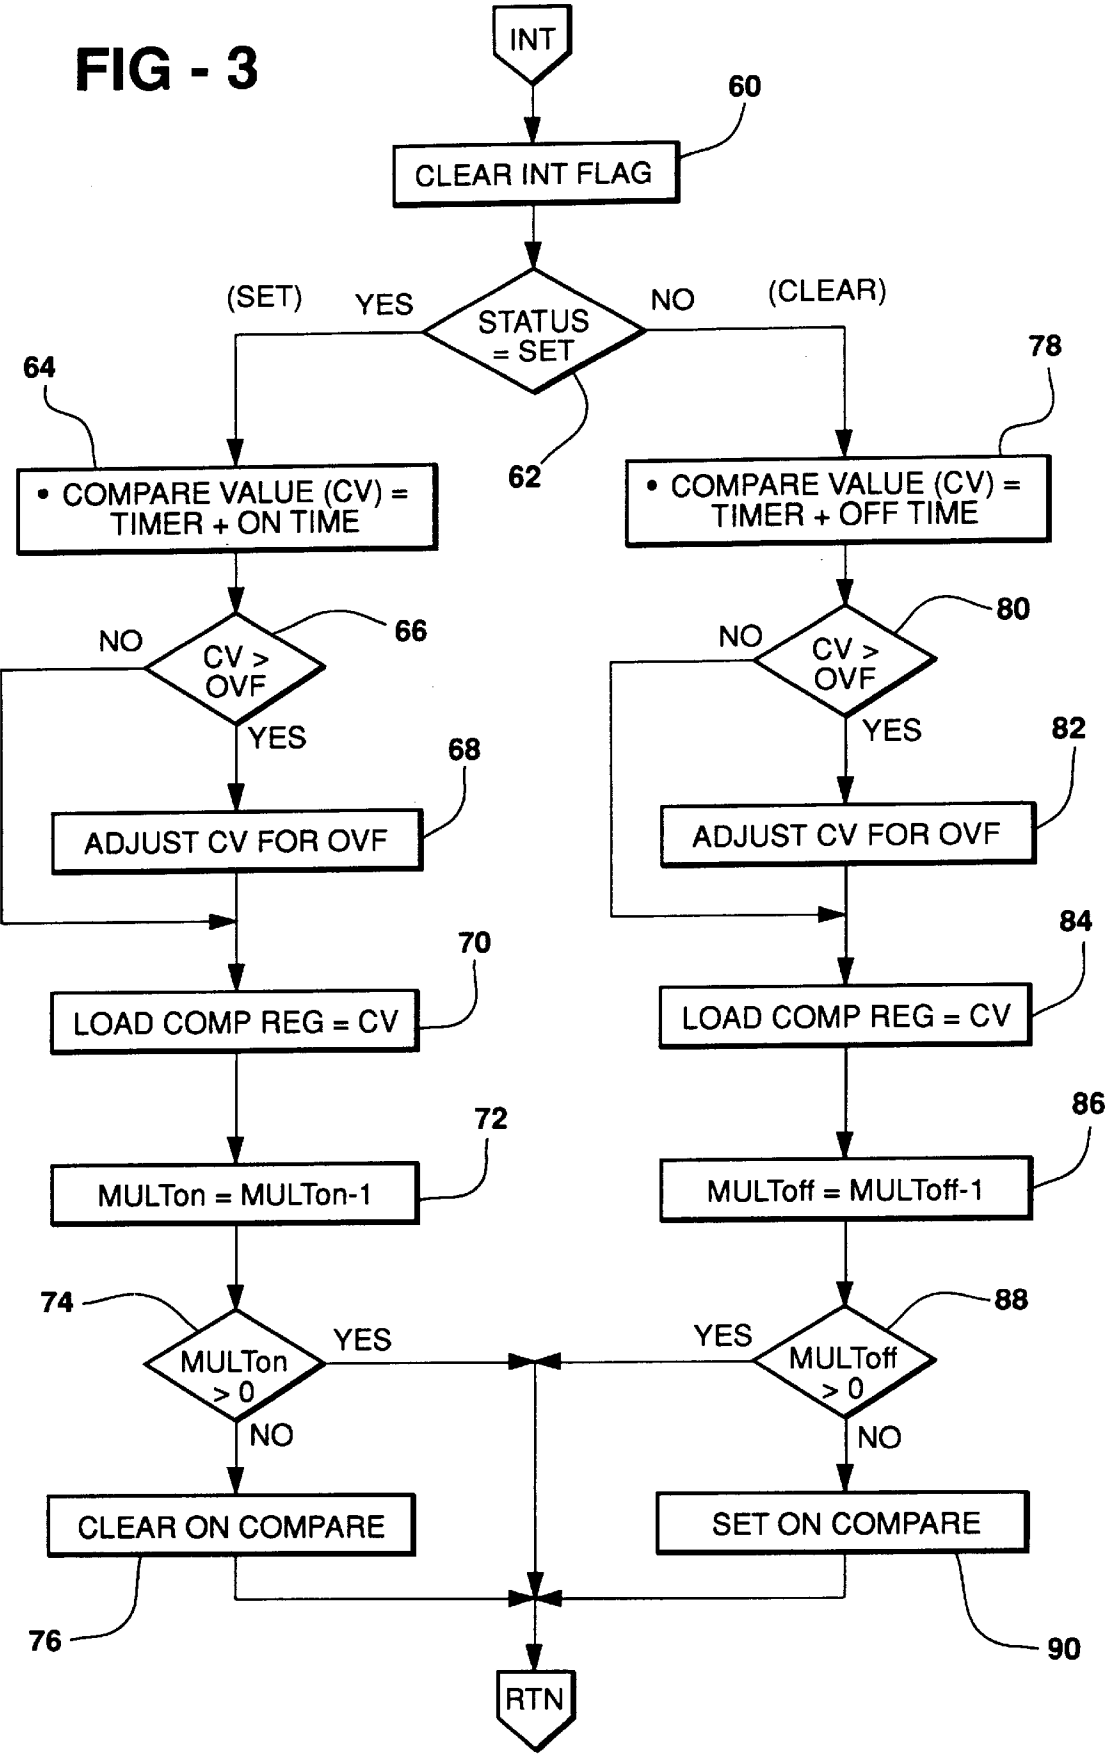 FIG - 3
INT
60
CLEAR INT FLAG
(SET)
YES
STATUS
= SET
NO
(CLEAR)
62
64
• COMPARE VALUE (CV) =
TIMER + ON TIME
66
NO
CV >
OVF
YES
68
ADJUST CV FOR OVF
70
LOAD COMP REG = CV
72
MULTon = MULTon-1
74
MULTon
> 0
YES
NO
CLEAR ON COMPARE
76
78
• COMPARE VALUE (CV) =
TIMER + OFF TIME
80
NO
CV >
OVF
YES
82
ADJUST CV FOR OVF
84
LOAD COMP REG = CV
86
MULToff = MULToff-1
88
YES
MULToff
> 0
NO
SET ON COMPARE
90
RTN